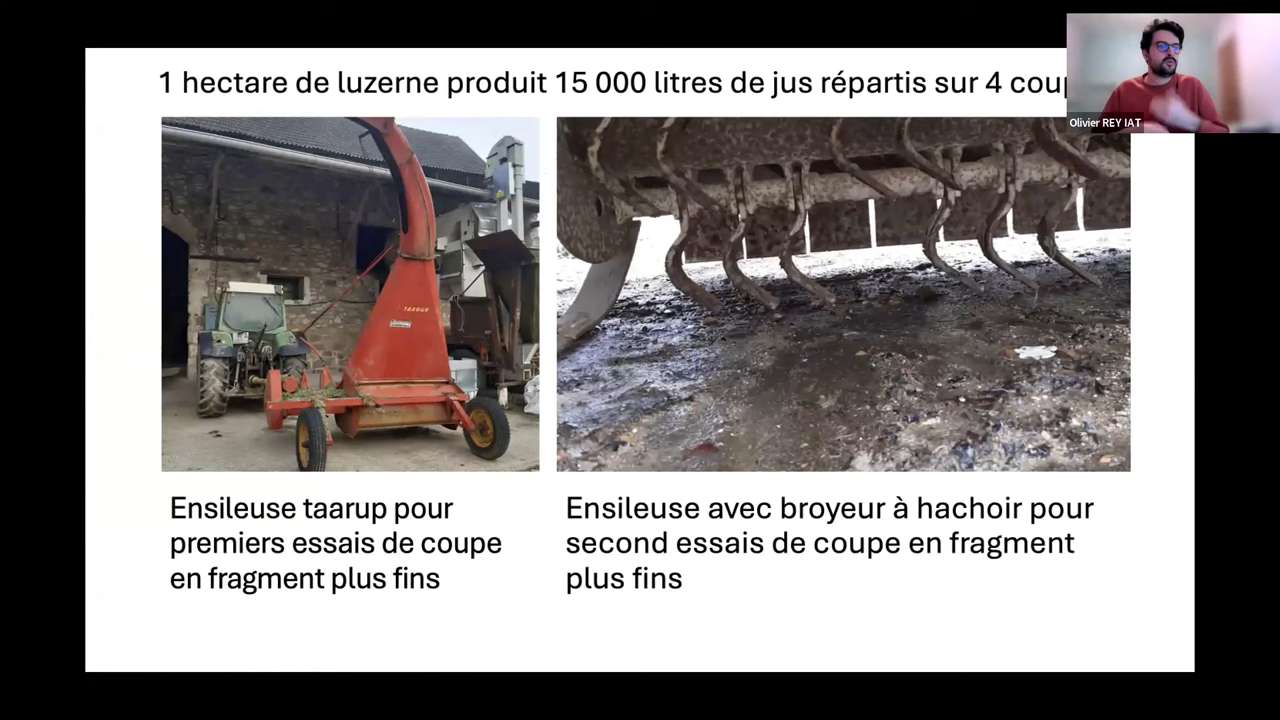 1 hectare de luzerne produit 15 000 litres de jus répartis sur 4 coup
Olivier REY IAT
TAARUP
Ensileuse taarup pour
premiers essais de coupe
en fragment plus fins
Ensileuse avec broyeur à hachoir pour
second essais de coupe en fragment
plus fins